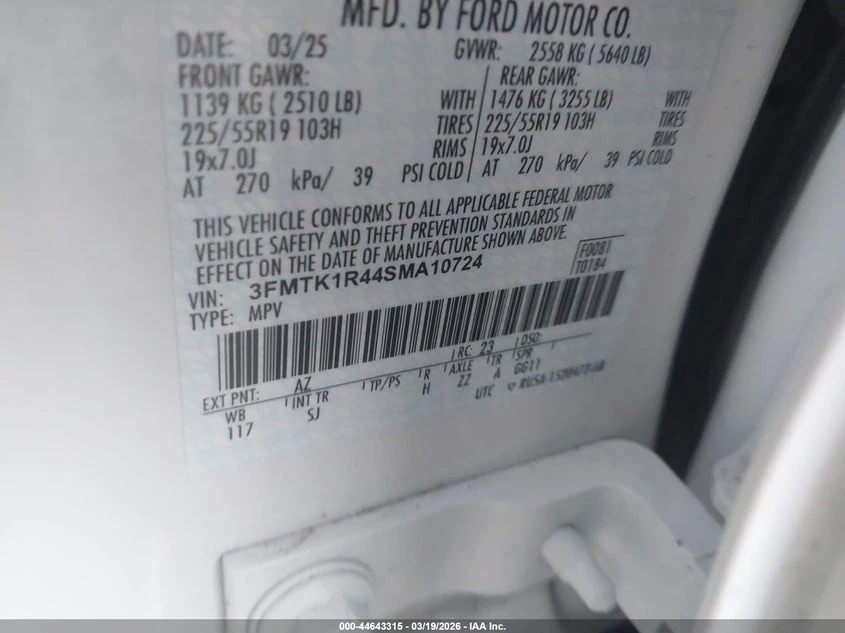 MFD. BY FORD MOTOR CO.
DATE: 03/25 GVWR: 2558 KG ( 5640 LB)
FRONT GAWR: REAR GAWR:
1139 KG ( 2510 LB) WITH 1476 KG ( 3255 LB) WITH
225/55R19 103H TIRES 225/55R19 103H TIRES
19x7.0J RIMS 19x7.0J RIMS
AT 270 kPa/ 39 PSI COLD AT 270 kPa/ 39 PSI COLD
THIS VEHICLE CONFORMS TO ALL APPLICABLE FEDERAL MOTOR
VEHICLE SAFETY AND THEFT PREVENTION STANDARDS IN
EFFECT ON THE DATE OF MANUFACTURE SHOWN ABOVE.
VIN: 3FMTK1R44SMA10724 F0081
TYPE: MPV T0184
RC: 23 DSO:
EXT PNT: AZ
WB INT TR TP/PS R AXLE TR SPR
117 SJ H ZZ A GG11
UTC
000-44643315 - 03/19/2026 - IAA Inc.